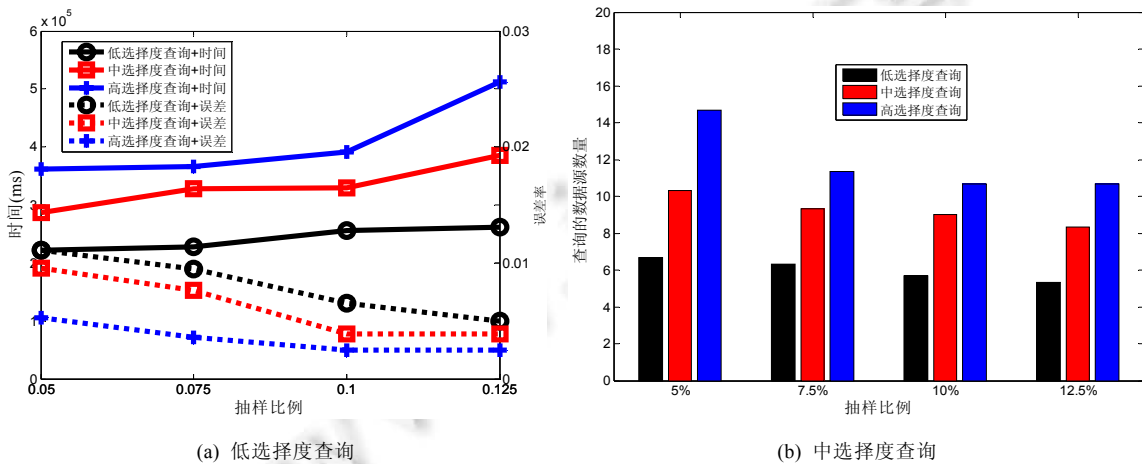 × 10⁵
6
5
4
3
2
1
0
时间(ms)
低选择度查询+时间
中选择度查询+时间
高选择度查询+时间
低选择度查询+误差
中选择度查询+误差
高选择度查询+误差
0.03
0.02
0.01
0
误差率
0.05
0.075
0.1
0.125
抽样比例
(a) 低选择度查询
20
18
16
14
12
10
8
6
4
2
0
查询的数据源数量
低选择度查询
中选择度查询
高选择度查询
5%
7.5%
10%
12.5%
抽样比例
(b) 中选择度查询